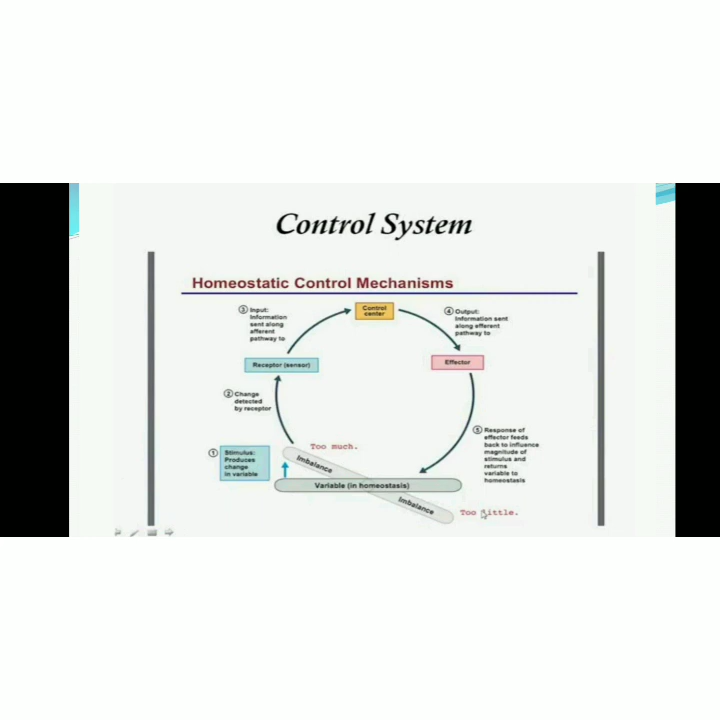 Control System
Homeostatic Control Mechanisms
③ Input:
Information
sent along
afferent
pathway to
Control
center
④ Output:
Information sent
along efferent
pathway to
Receptor (sensor)
Effector
② Change
detected
by receptor
① Stimulus:
Produces
change
in variable
Too much.
Imbalance
Variable (in homeostasis)
Imbalance
Too little.
⑤ Response of
effector feeds
back to influence
magnitude of
stimulus and
returns
variable to
homeostasis